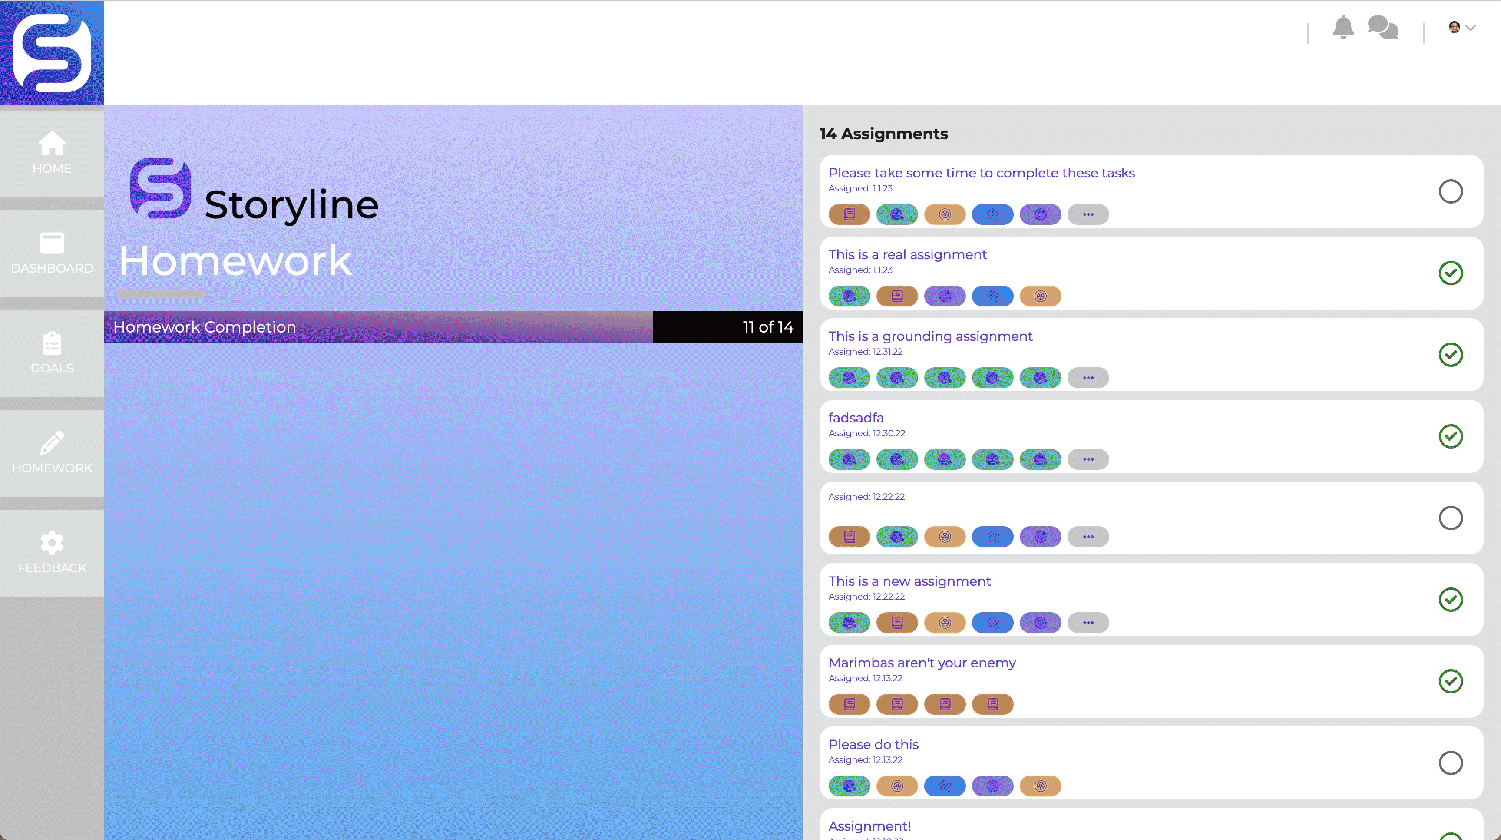 HOME
DASHBOARD
GOALS
HOMEWORK
FEEDBACK
Storyline
Homework
Homework Completion 11 of 14
14 Assignments
Please take some time to complete these tasks
Assigned: 1.1.23
This is a real assignment
Assigned: 1.1.23
This is a grounding assignment
Assigned: 12.31.22
fadsadfa
Assigned: 12.30.22
Assigned: 12.22.22
This is a new assignment
Assigned: 12.22.22
Marimbas aren't your enemy
Assigned: 12.13.22
Please do this
Assigned: 12.13.22
Assignment!